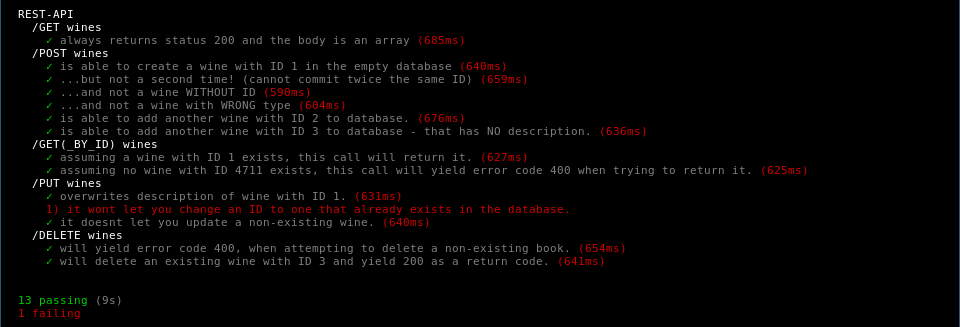 REST-API
/GET wines
✓ always returns status 200 and the body is an array (685ms)
/POST wines
✓ is able to create a wine with ID 1 in the empty database (640ms)
✓ ...but not a second time! (cannot commit twice the same ID) (659ms)
✓ ...and not a wine WITHOUT ID (590ms)
✓ ...and not a wine with WRONG type (604ms)
✓ is able to add another wine with ID 2 to database. (676ms)
✓ is able to add another wine with ID 3 to database - that has NO description. (636ms)
/GET(_BY_ID) wines
✓ assuming a wine with ID 1 exists, this call will return it. (627ms)
✓ assuming no wine with ID 4711 exists, this call will yield error code 400 when trying to return it. (625ms)
/PUT wines
✓ overwrites description of wine with ID 1. (631ms)
1) it wont let you change an ID to one that already exists in the database.
✓ it doesnt let you update a non-existing wine. (640ms)
/DELETE wines
✓ will yield error code 400, when attempting to delete a non-existing book. (654ms)
✓ will delete an existing wine with ID 3 and yield 200 as a return code. (641ms)
13 passing (9s)
1 failing